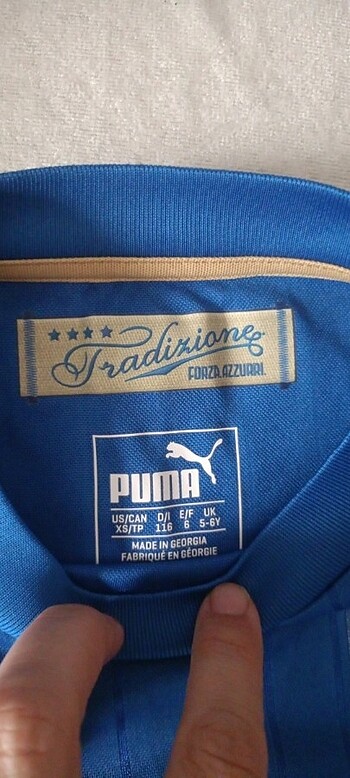 Tradizione
FORZA AZZURRI
PUMA
US/CAN D/I E/F UK
XS/TP 116 6 5-6Y
MADE IN GEORGIA
FABRIQUÉ EN GÉORGIE